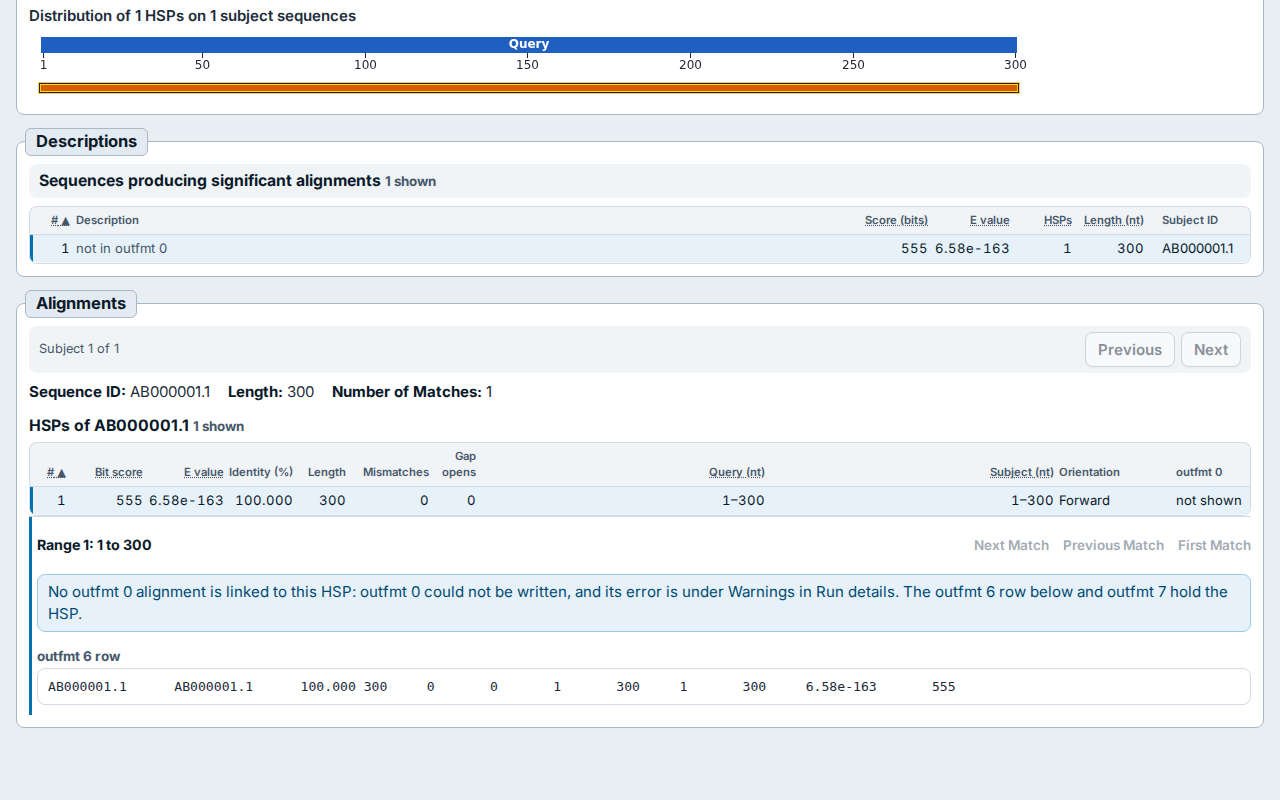 Distribution of 1 HSPs on 1 subject sequences
Query
1 50 100 150 200 250 300
Descriptions
Sequences producing significant alignments 1 shown
# ▲ Description Score (bits) E value HSPs Length (nt) Subject ID
1 not in outfmt 0 555 6.58e-163 1 300 AB000001.1
Alignments
Subject 1 of 1 Previous Next
Sequence ID: AB000001.1 Length: 300 Number of Matches: 1
HSPs of AB000001.1 1 shown
# ▲ Bit score E value Identity (%) Length Mismatches Gap opens Query (nt) Subject (nt) Orientation outfmt 0
1 555 6.58e-163 100.000 300 0 0 1–300 1–300 Forward not shown
Range 1: 1 to 300 Next Match Previous Match First Match
No outfmt 0 alignment is linked to this HSP: outfmt 0 could not be written, and its error is under Warnings in Run details. The outfmt 6 row below and outfmt 7 hold the
HSP.
outfmt 6 row
AB000001.1 AB000001.1 100.000 300 0 0 1 300 1 300 6.58e-163 555